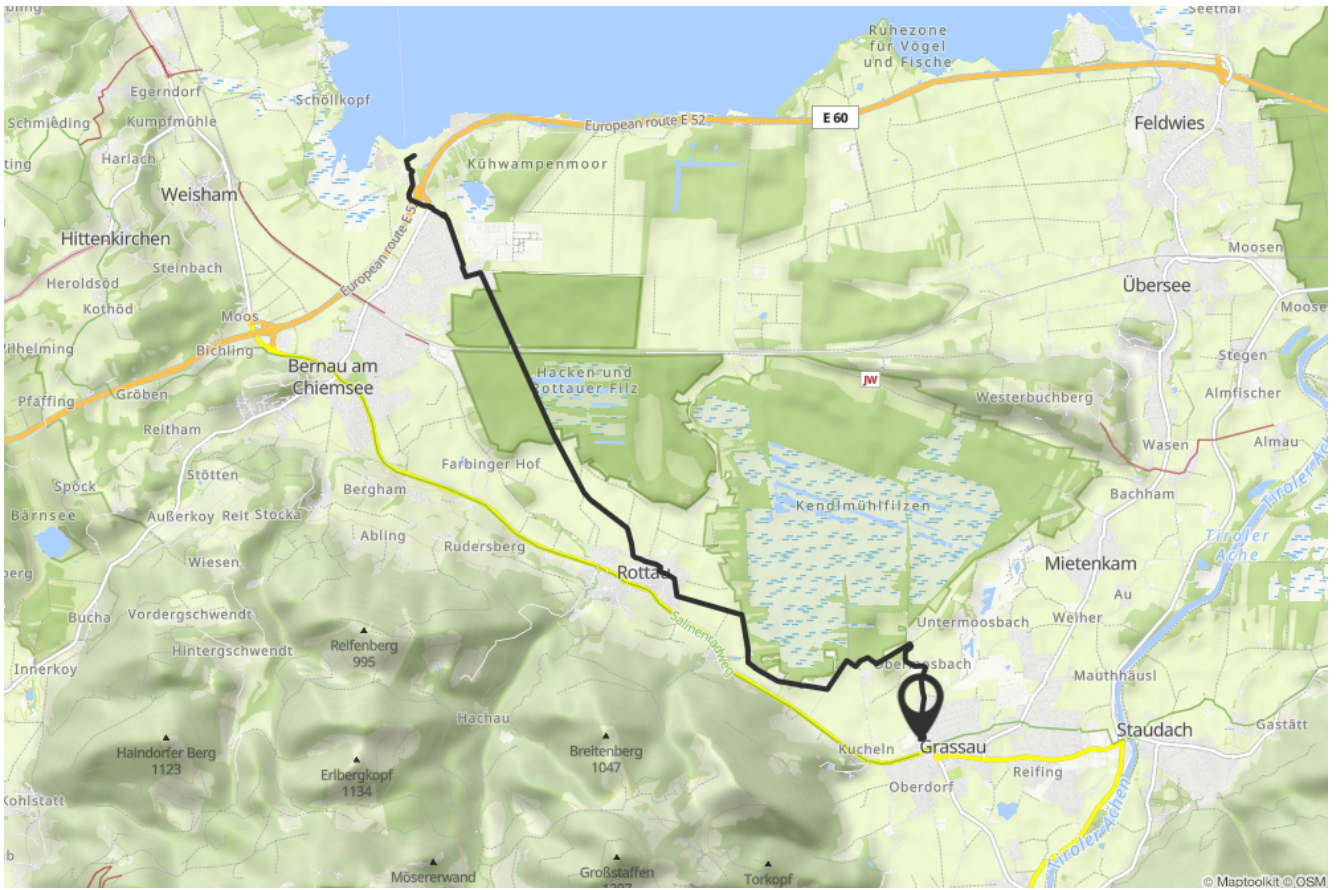 Seethal
Ruhezone
für Vögel
und Fische
Egerndorf
Schöllkopf
Schmieding
Kumpfmühle
E 60
European route E 52
Feldwies
Harlach
ting
Kühwampenmoor
Weisham
Hittenkirchen
European route E 5
Steinbach
Moosen
Heroldsöd
Übersee
Kothöd
Moose
Moos
Bichling
Stegen
Bernau am
Chiemsee
Hacken und
Rottauer Filz
JW
Pfaffing
Gröben
Westerbuchberg
Almfischer
Reitham
Wasen
Almau
Farbinger Hof
Stötten
Spöck
Bergham
Bachham
Tiroler Ache
Kendlmühlfilzen
Bärnsee
Außerkoy
Reit
Stocka
Abling
Rudersberg
Tiroler
Ache
Wiesen
Mietenkam
Rottau
berg
Au
Bucha
Vordergschwendt
Weiher
Untermoosbach
Hintergschwendt
Reifenberg
995
Salinenradweg
Innerkoy
Mauthhäusl
Hachau
Gastätt
Staudach
Haindorfer Berg
1123
Breitenberg
1047
Kucheln
Grassau
Erlbergkopf
1134
Reifing
Oberdorf
Kohlstatt
Tiroler Achen
Mösererwand
Großstaffen
Torkopf
© Maptoolkit © OSM